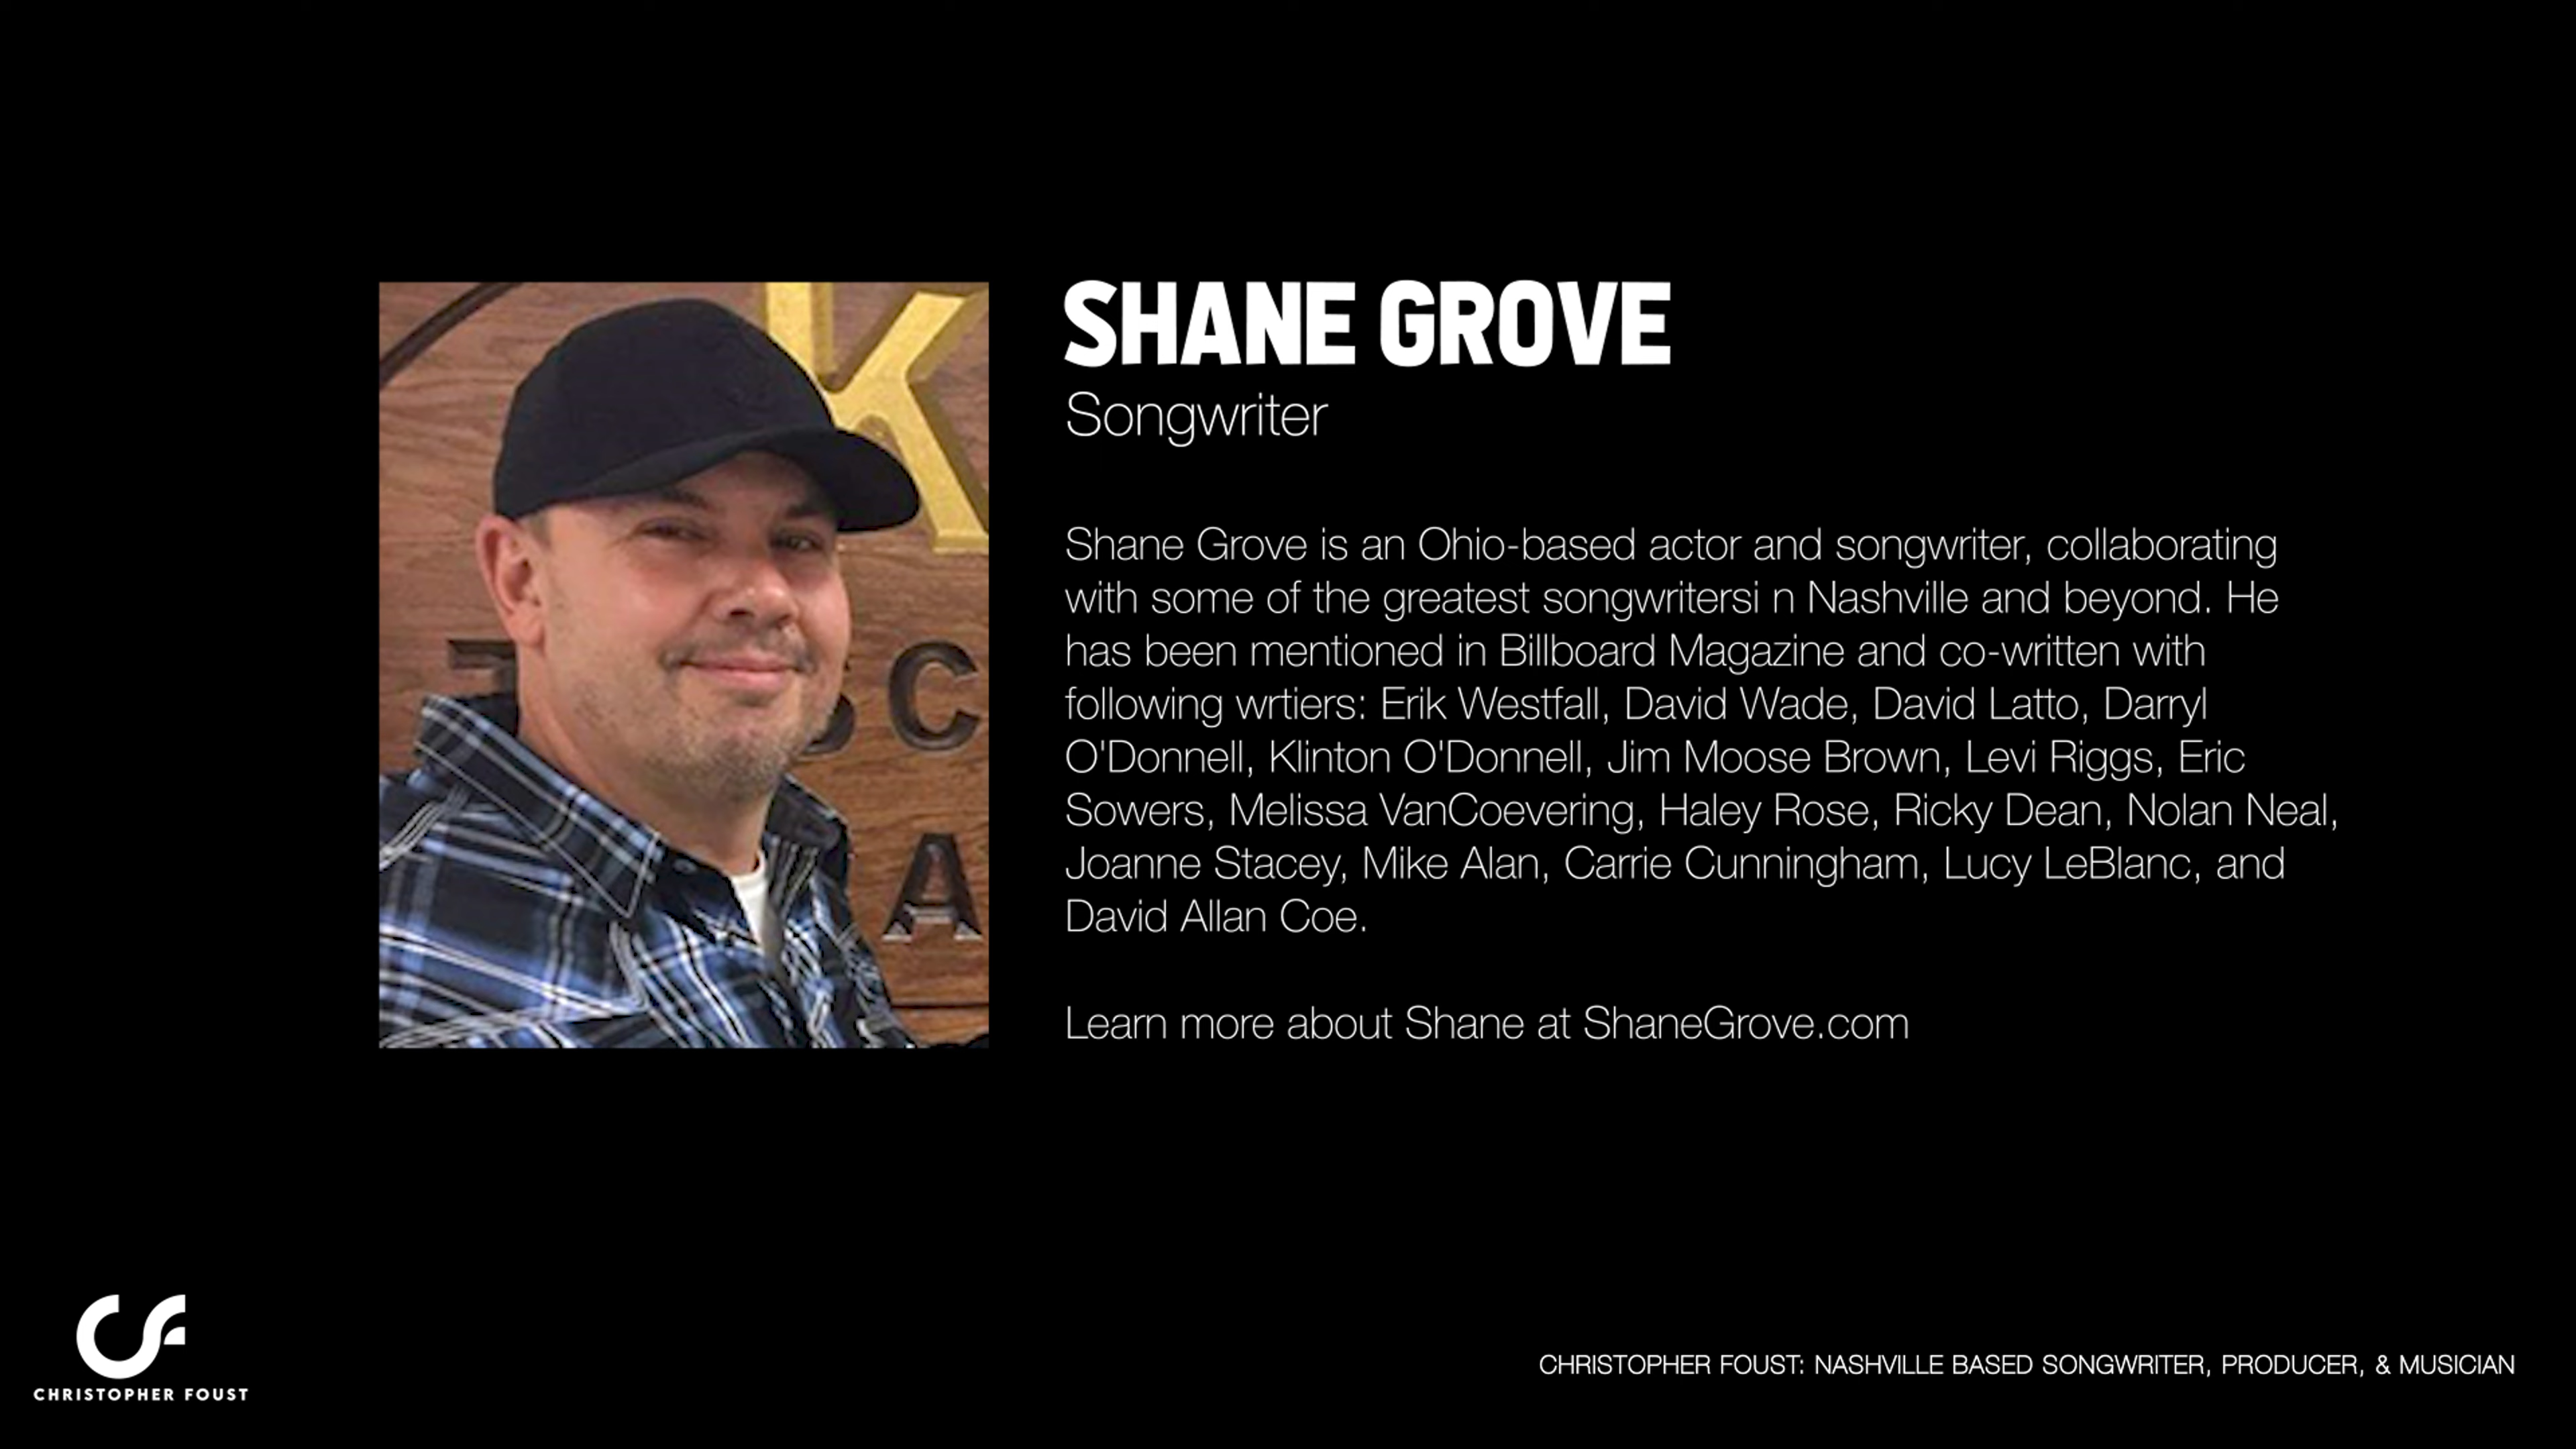 K
SC
A
SHANE GROVE
Songwriter
Shane Grove is an Ohio-based actor and songwriter, collaborating
with some of the greatest songwritersi n Nashville and beyond. He
has been mentioned in Billboard Magazine and co-written with
following wrtiers: Erik Westfall, David Wade, David Latto, Darryl
O'Donnell, Klinton O'Donnell, Jim Moose Brown, Levi Riggs, Eric
Sowers, Melissa VanCoevering, Haley Rose, Ricky Dean, Nolan Neal,
Joanne Stacey, Mike Alan, Carrie Cunningham, Lucy LeBlanc, and
David Allan Coe.
Learn more about Shane at ShaneGrove.com
CF
CHRISTOPHER FOUST
CHRISTOPHER FOUST: NASHVILLE BASED SONGWRITER, PRODUCER, & MUSICIAN